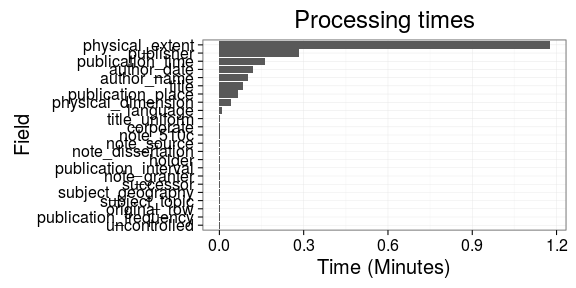 Processing times
physical_extent
publisher
publication_time
author_date
author_name
title
publication_place
physical_dimension
language
title_uniform
corporate
note_510c
note_source
note_dissertation
holder
publication_interval
note_granter
successor
subject_geography
subject_topic
original_row
publication_frequency
uncontrolled
Field
0.0 0.3 0.6 0.9 1.2
Time (Minutes)